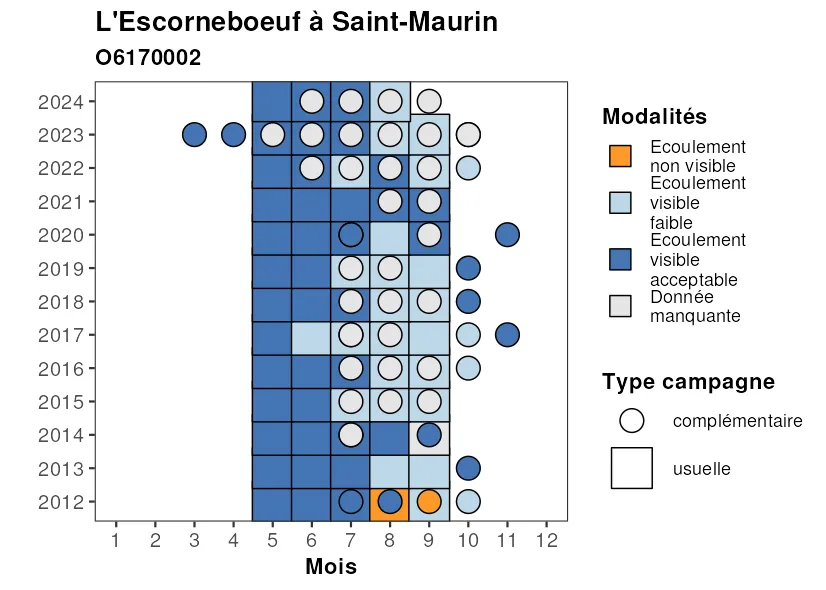 L'Escorneboeuf à Saint-Maurin
O6170002
2024
2023
2022
2021
2020
2019
2018
2017
2016
2015
2014
2013
2012
1 2 3 4 5 6 7 8 9 10 11 12
Mois
Modalités
Ecoulement
non visible
Ecoulement
visible
faible
Ecoulement
visible
acceptable
Donnée
manquante
Type campagne
complémentaire
usuelle